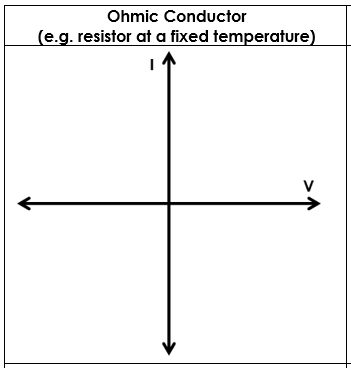 Ohmic Conductor
(e.g. resistor at a fixed temperature)
I
V